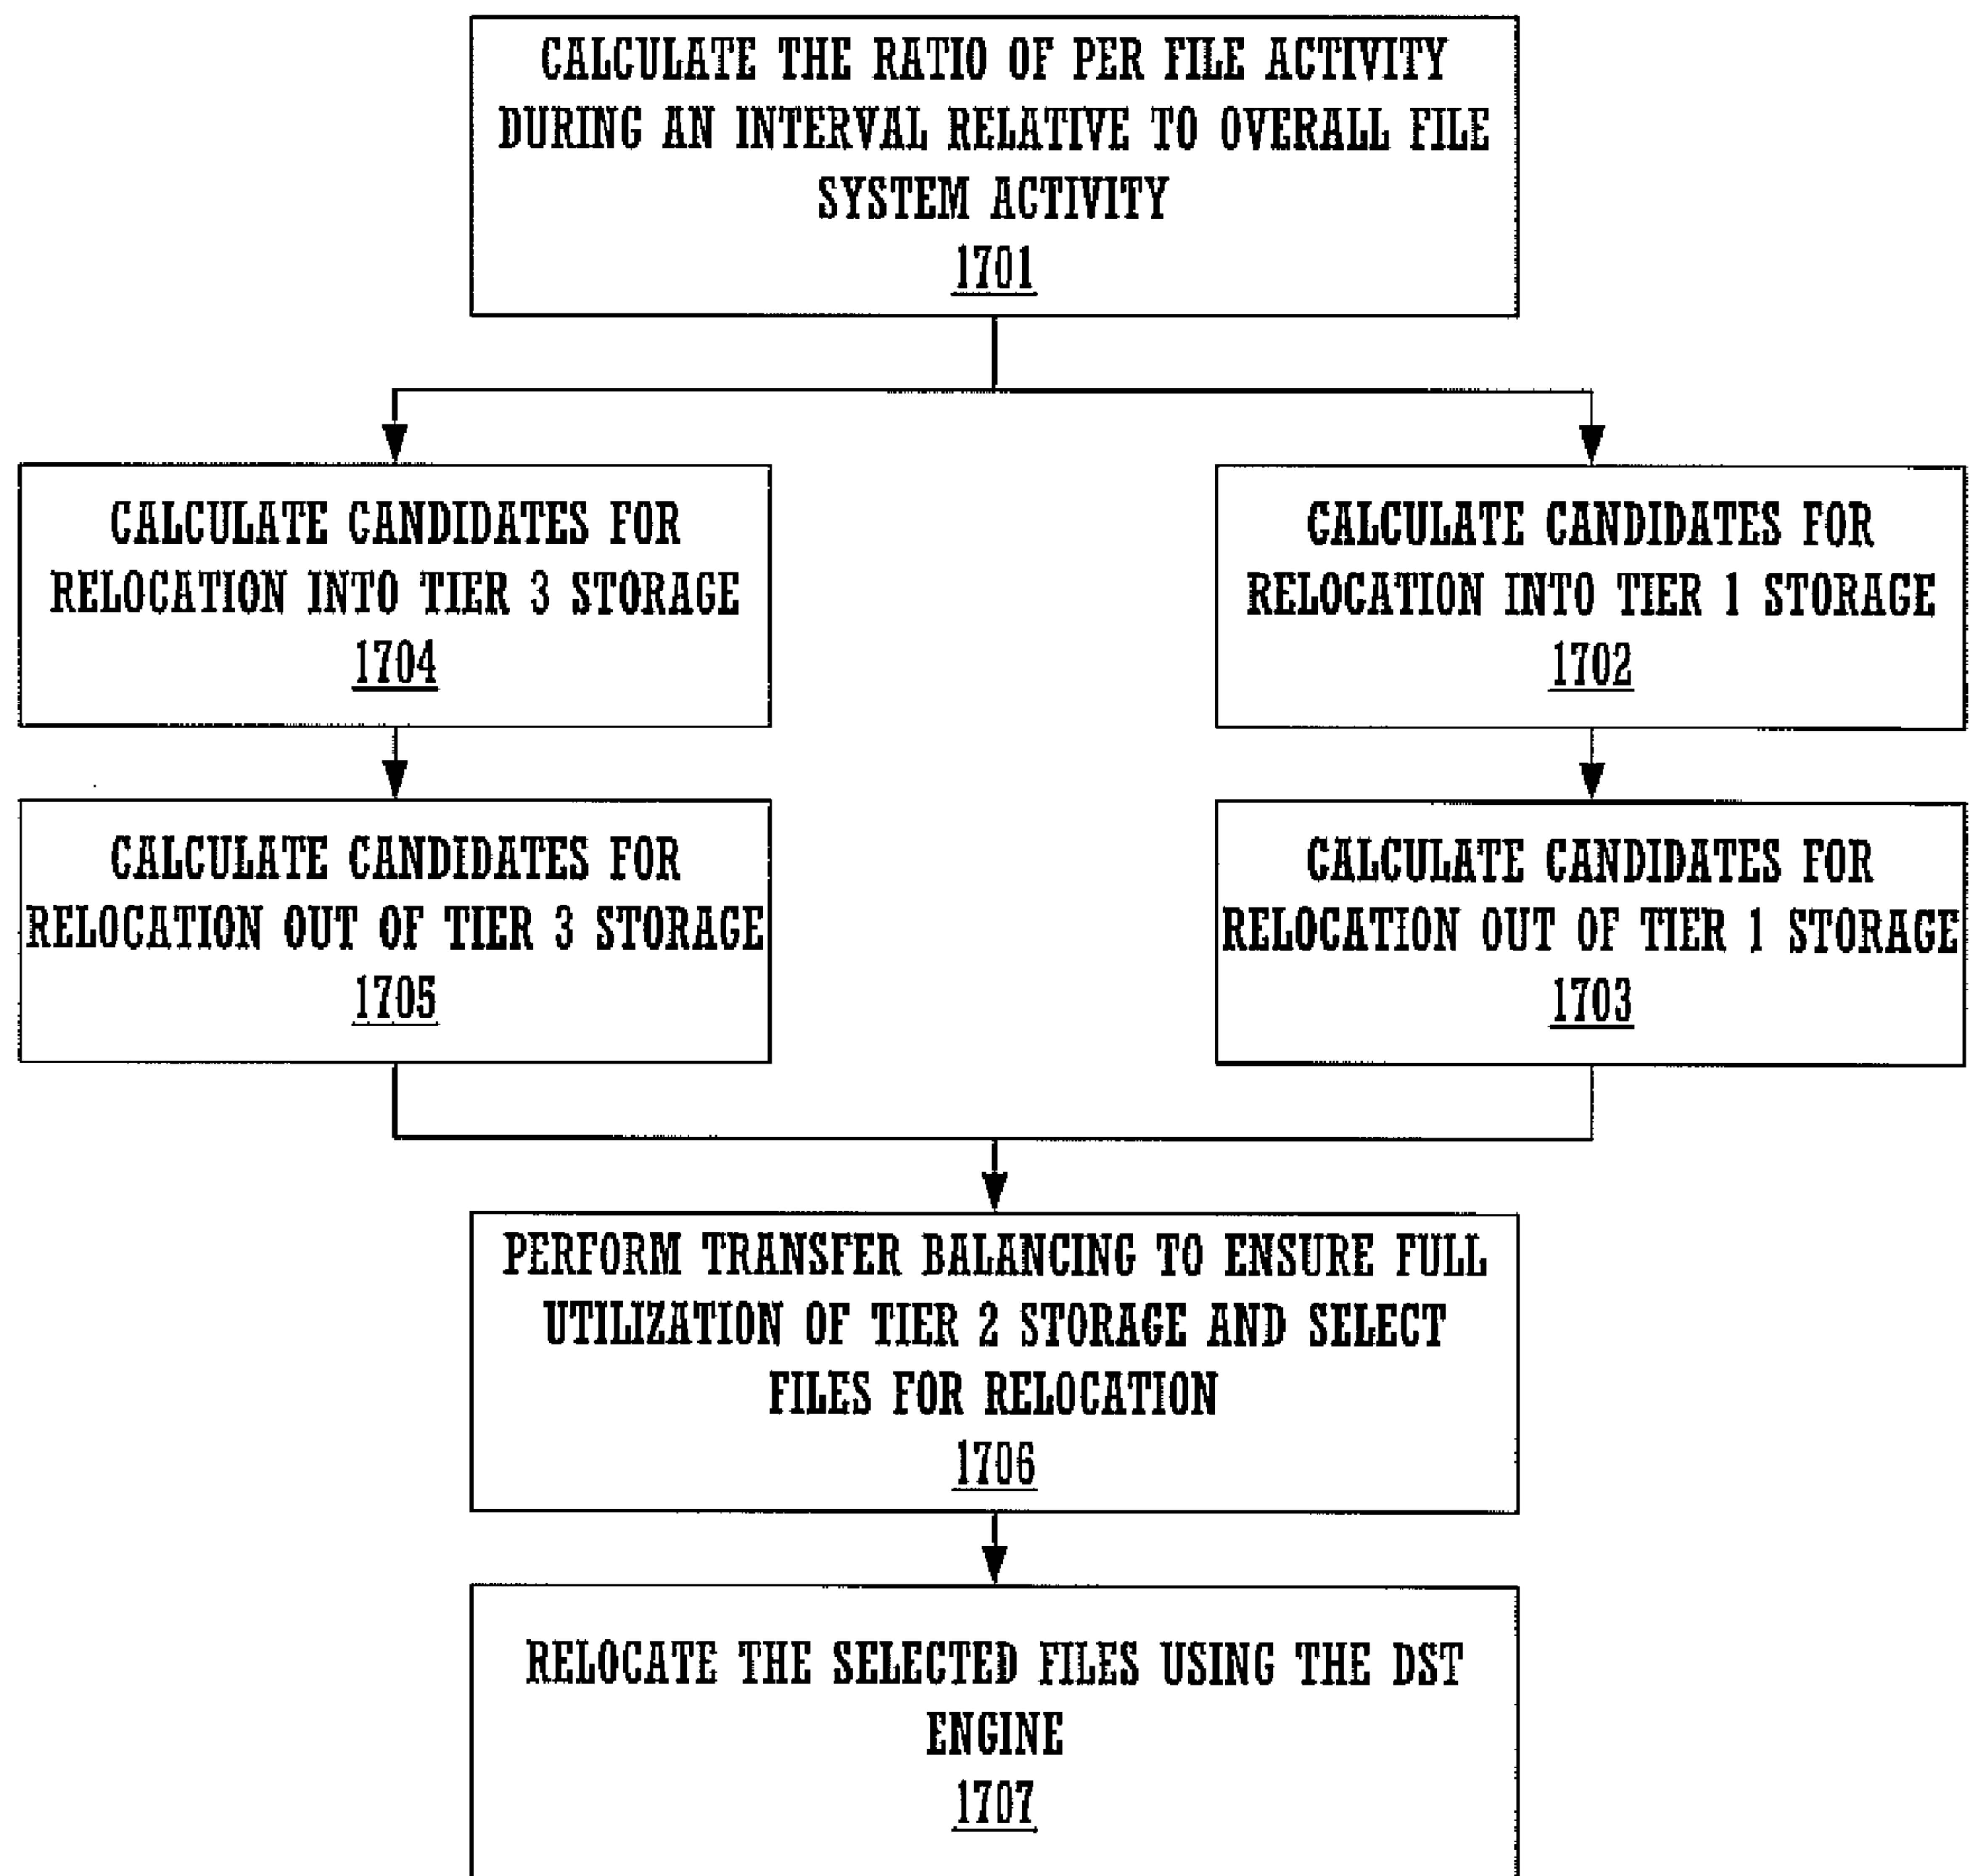 CALCULATE THE RATIO OF PER FILE ACTIVITY
DURING AN INTERVAL RELATIVE TO OVERALL FILE
SYSTEM ACTIVITY
1701
CALCULATE CANDIDATES FOR
RELOCATION INTO TIER 3 STORAGE
1704
CALCULATE CANDIDATES FOR
RELOCATION INTO TIER 1 STORAGE
1702
CALCULATE CANDIDATES FOR
RELOCATION OUT OF TIER 3 STORAGE
1705
CALCULATE CANDIDATES FOR
RELOCATION OUT OF TIER 1 STORAGE
1703
PERFORM TRANSFER BALANCING TO ENSURE FULL
UTILIZATION OF TIER 2 STORAGE AND SELECT
FILES FOR RELOCATION
1706
RELOCATE THE SELECTED FILES USING THE DST
ENGINE
1707